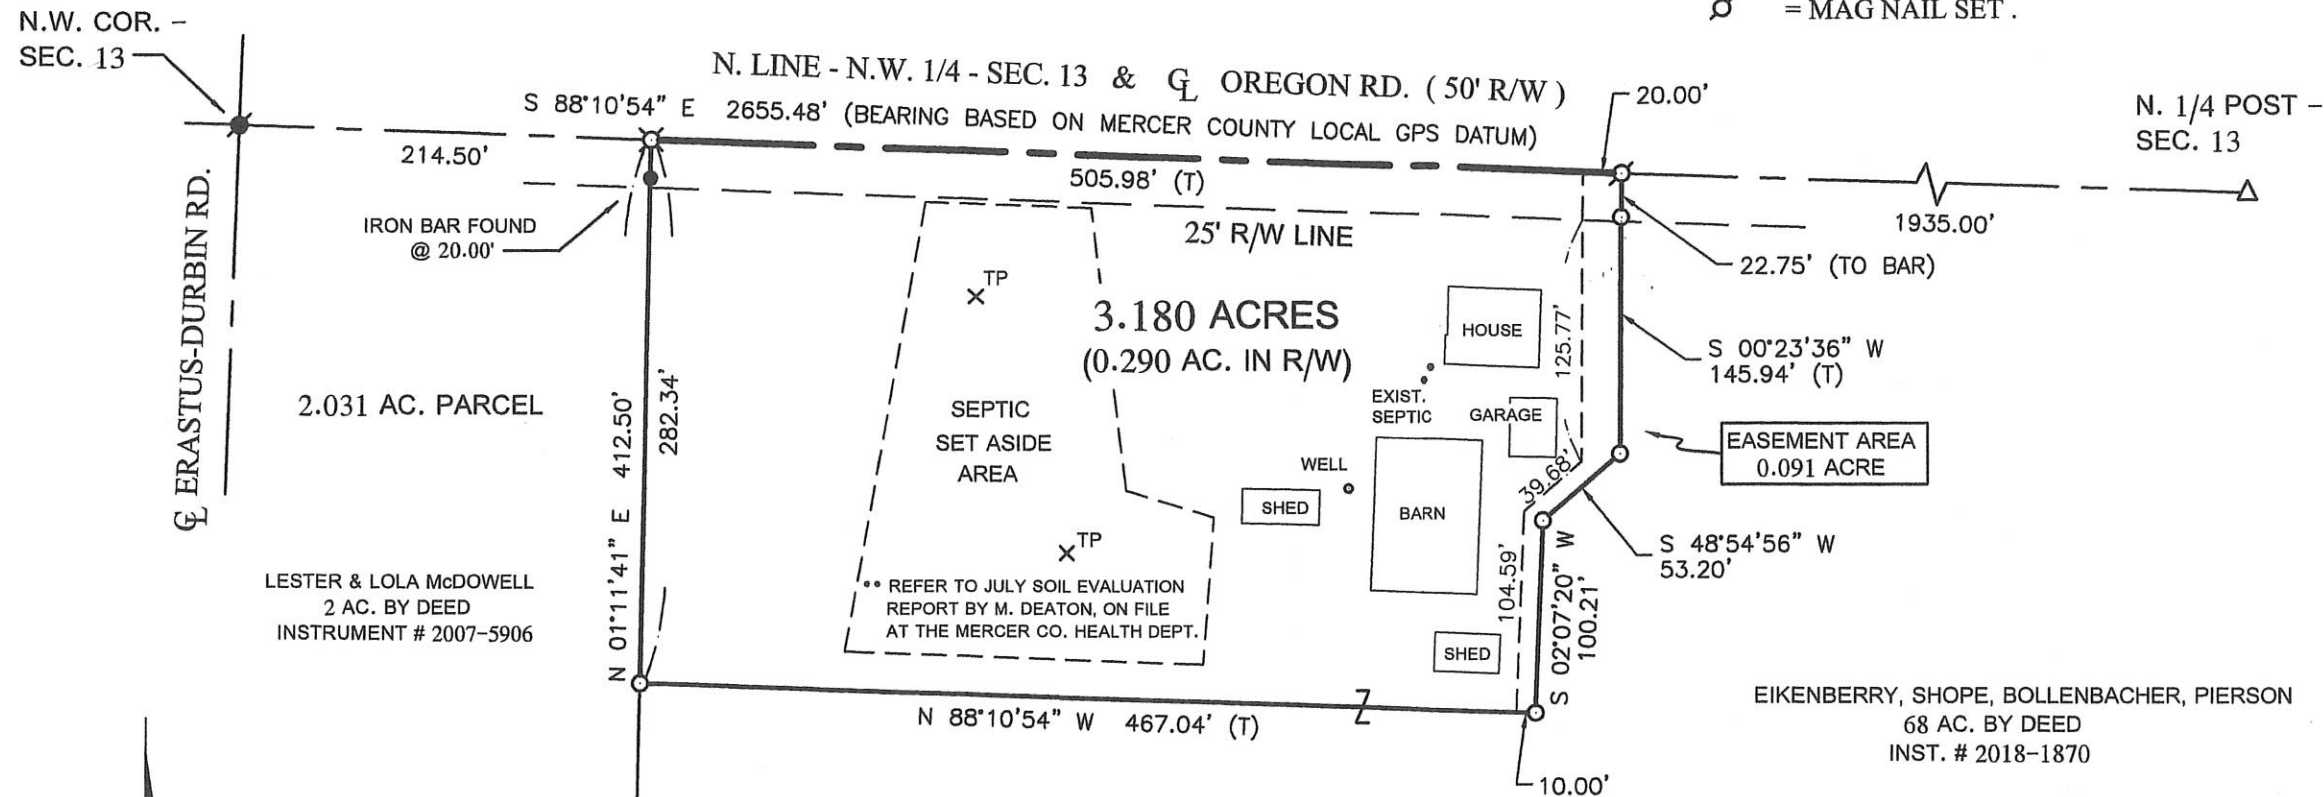 = MAG NAIL SET .
N.W. COR. –
SEC. 13
N. LINE - N.W. 1/4 - SEC. 13 & ℄ OREGON RD. ( 50' R/W )
S 88°10'54" E 2655.48' (BEARING BASED ON MERCER COUNTY LOCAL GPS DATUM)
20.00'
N. 1/4 POST –
SEC. 13
214.50'
505.98' (T)
1935.00'
IRON BAR FOUND
@ 20.00'
25' R/W LINE
22.75' (TO BAR)
℄ ERASTUS-DURBIN RD.
TP
3.180 ACRES
(0.290 AC. IN R/W)
HOUSE
125.77'
S 00°23'36" W
145.94' (T)
2.031 AC. PARCEL
N 01°11'41" E 412.50'
282.34'
SEPTIC
SET ASIDE
AREA
EXIST.
SEPTIC
GARAGE
EASEMENT AREA
0.091 ACRE
WELL
39.68'
SHED
BARN
S 48°54'56" W
53.20'
TP
104.59'
S 02°07'20" W
100.21'
LESTER & LOLA McDOWELL
2 AC. BY DEED
INSTRUMENT # 2007-5906
•• REFER TO JULY SOIL EVALUATION
REPORT BY M. DEATON, ON FILE
AT THE MERCER CO. HEALTH DEPT.
SHED
N 88°10'54" W 467.04' (T)
Z
EIKENBERRY, SHOPE, BOLLENBACHER, PIERSON
68 AC. BY DEED
INST. # 2018-1870
10.00'